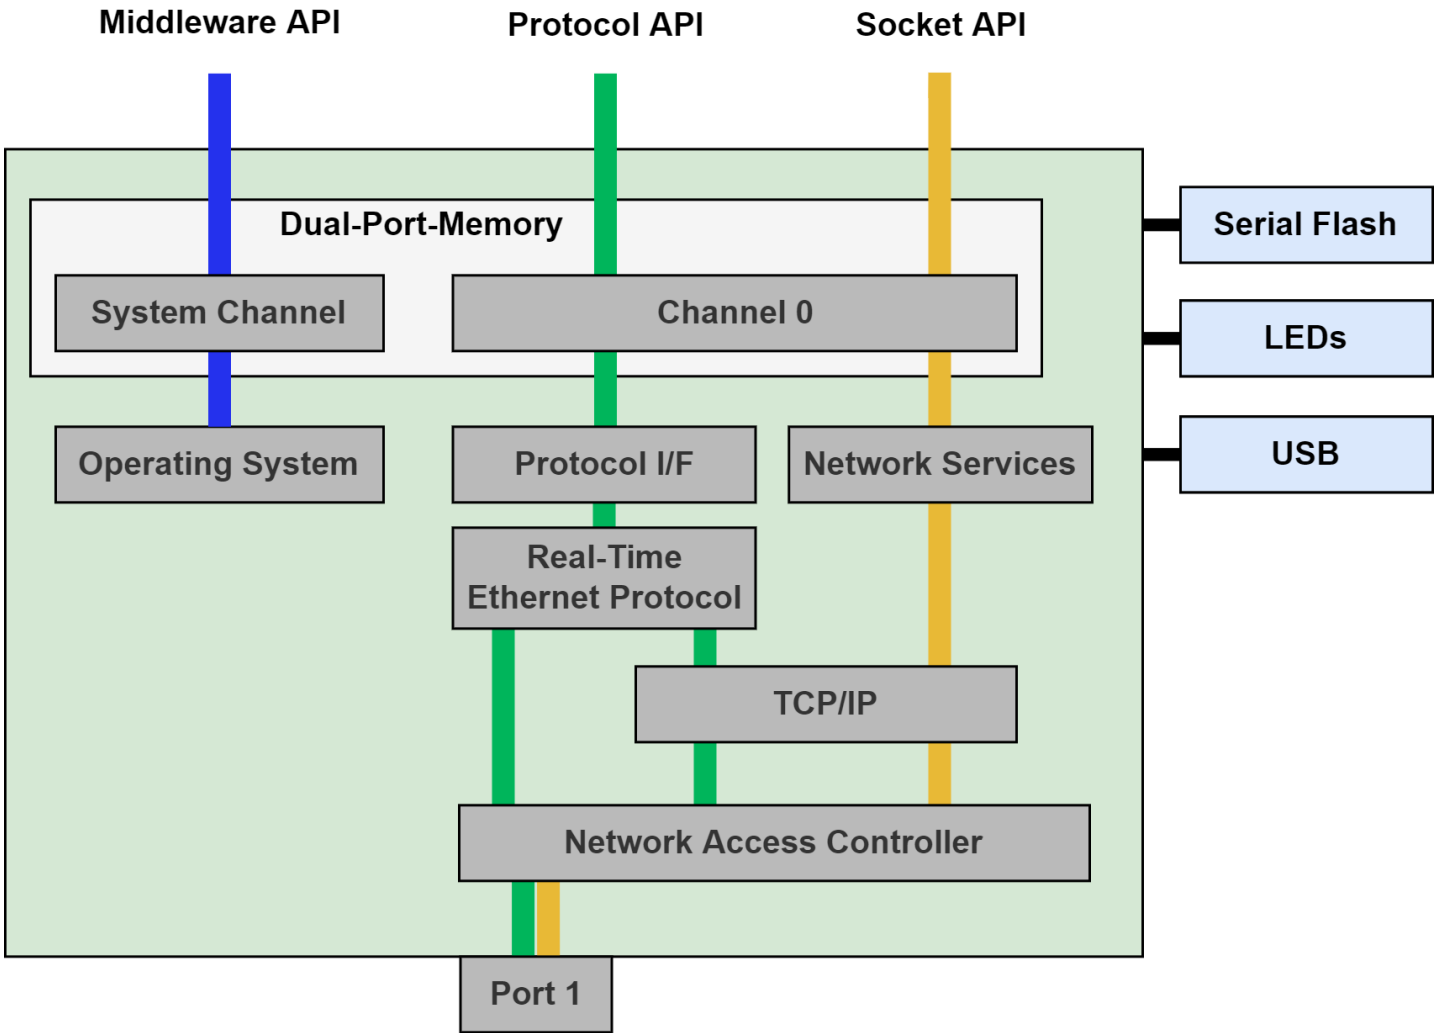 Middleware API
Protocol API
Socket API
Dual-Port-Memory
System Channel
Channel 0
Serial Flash
LEDs
USB
Operating System
Protocol I/F
Network Services
Real-Time
Ethernet Protocol
TCP/IP
Network Access Controller
Port 1